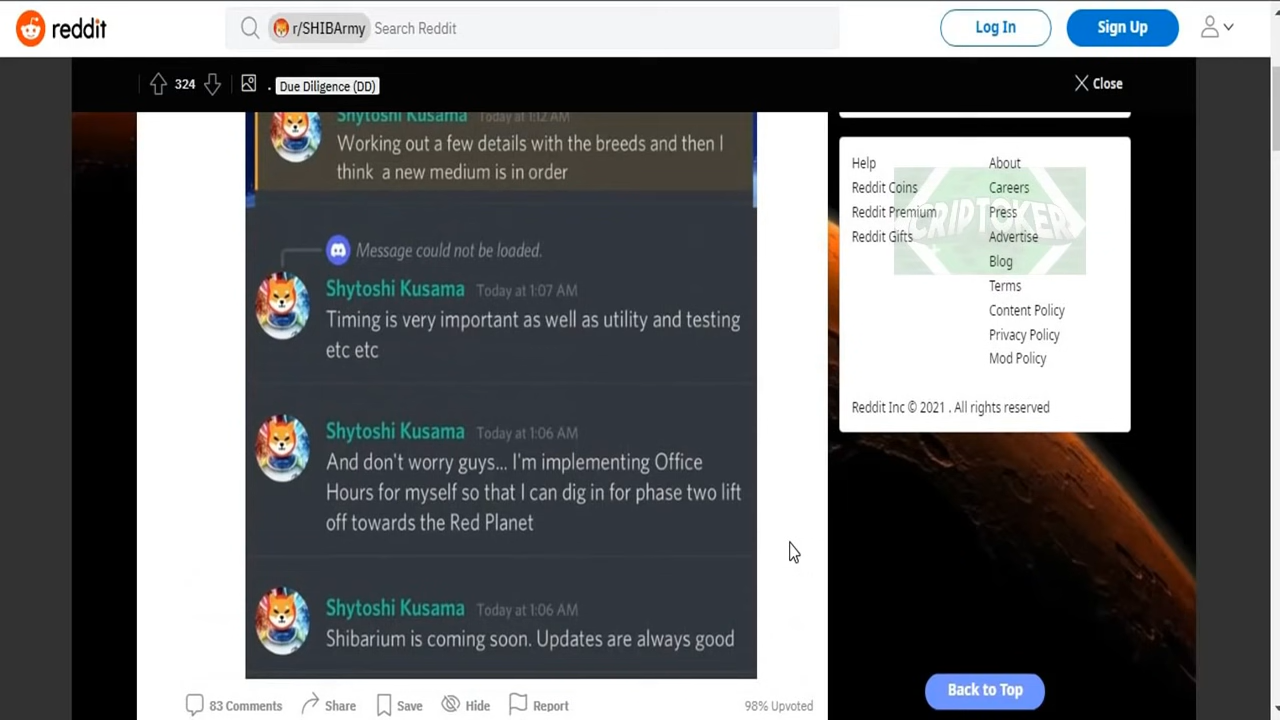 reddit
r/SHIBArmy Search Reddit
Log In
Sign Up
324
. Due Diligence (DD)
Close
Shytoshi Kusama Today at 1:12 AM
Working out a few details with the breeds and then I
think a new medium is in order
Message could not be loaded.
Shytoshi Kusama Today at 1:07 AM
Timing is very important as well as utility and testing
etc etc
Shytoshi Kusama Today at 1:06 AM
And don't worry guys... I'm implementing Office
Hours for myself so that I can dig in for phase two lift
off towards the Red Planet
Shytoshi Kusama Today at 1:06 AM
Shibarium is coming soon. Updates are always good
83 Comments Share Save Hide Report 98% Upvoted
Help About
Reddit Coins Careers
Reddit Premium Press
Reddit Gifts Advertise
Blog
Terms
Content Policy
Privacy Policy
Mod Policy
Reddit Inc © 2021 . All rights reserved
CRIPTOKER
Back to Top